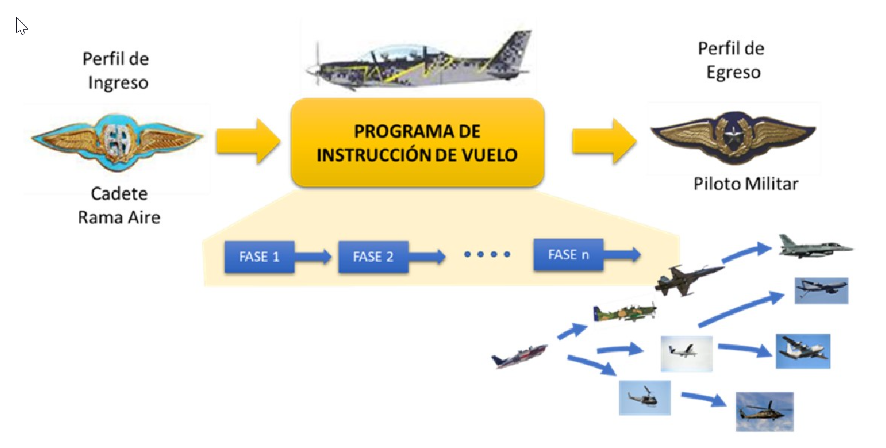 Perfil de
Ingreso
Cadete
Rama Aire
PROGRAMA DE
INSTRUCCIÓN DE VUELO
Perfil de
Egreso
Piloto Militar
FASE 1
FASE 2
FASE n